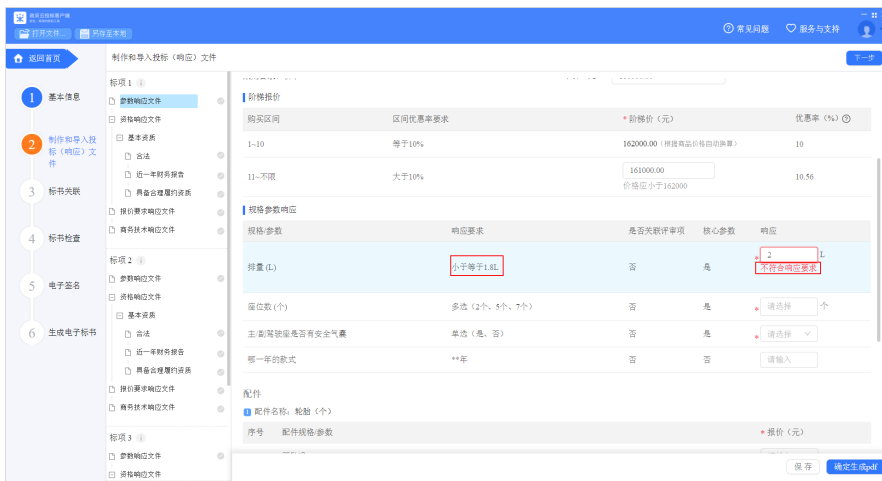 政采云投标客户端
打开文件...
另存至本地
常见问题
服务与支持
返回首页
制作和导入投标（响应）文件
下一步
1 基本信息
2 制作和导入投标（响应）文件
3 标书关联
4 标书检查
5 电子签名
6 生成电子标书
标项 1
参数响应文件
资格响应文件
基本资质
合法
近一年财务报告
具备合理履约资质
报价要求响应文件
商务技术响应文件
标项 2
参数响应文件
资格响应文件
基本资质
合法
近一年财务报告
具备合理履约资质
报价要求响应文件
商务技术响应文件
标项 3
参数响应文件
资格响应文件
阶梯报价
购买区间 区间优惠率要求 * 阶梯价（元） 优惠率（%）
1~10 等于10% 162000.00（根据商品价格自动换算） 10
11~不限 大于10% 161000.00 10.56
价格应小于162000
规格参数响应
规格/参数 响应要求 是否关联评审项 核心参数 响应
排量 (L) 小于等于1.8L 否 是 * 2 L
不符合响应要求
座位数 (个) 多选（2个、5个、7个） 否 是 * 请选择 个
主/副驾驶座是否有安全气囊 单选（是、否） 否 是 * 请选择
哪一年的款式 **年 否 否 请输入
配件
配件名称：轮胎（个）
序号 配件规格/参数 * 报价（元）
保存
确定生成pdf